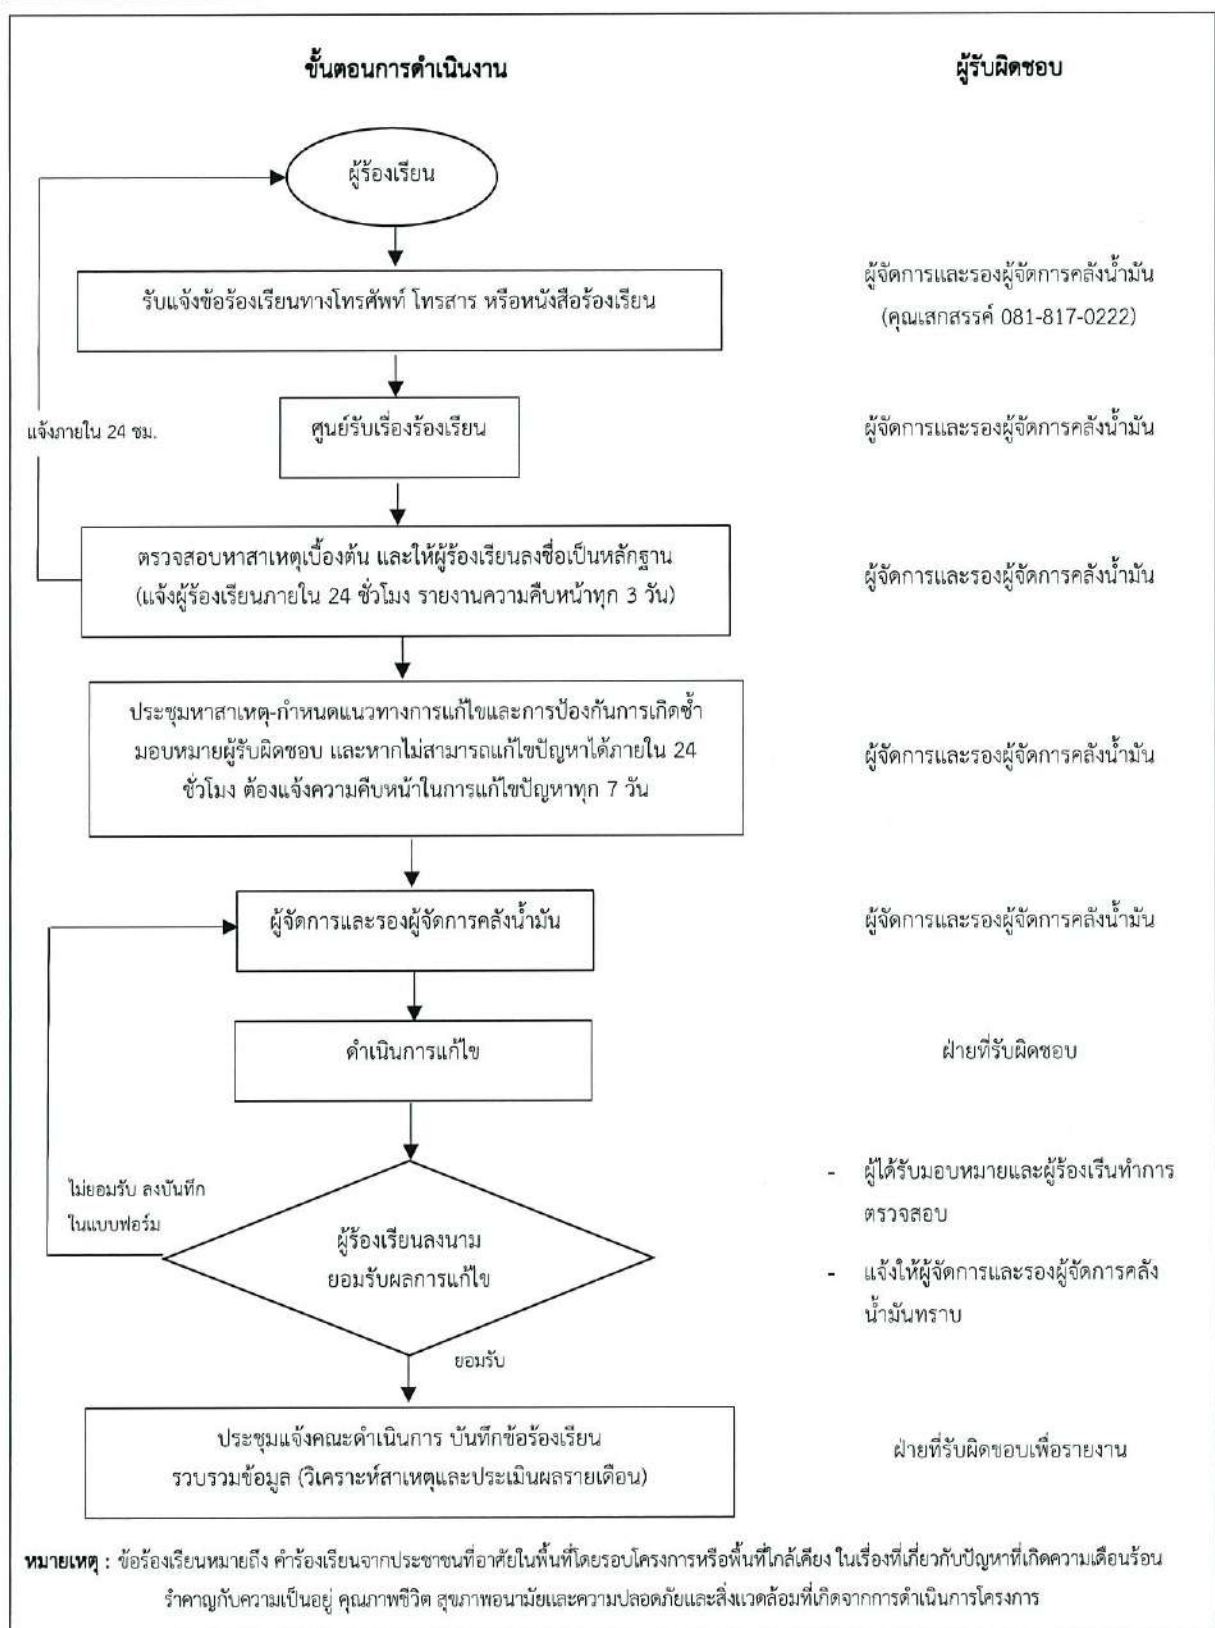 ขั้นตอนการดำเนินงาน
ผู้รับผิดชอบ
ผู้ร้องเรียน
รับแจ้งข้อร้องเรียนทางโทรศัพท์ โทรสาร หรือหนังสือร้องเรียน
ผู้จัดการและรองผู้จัดการคลังน้ำมัน
(คุณเสกสรรค์ 081-817-0222)
แจ้งภายใน 24 ชม.
ศูนย์รับเรื่องร้องเรียน
ผู้จัดการและรองผู้จัดการคลังน้ำมัน
ตรวจสอบหาสาเหตุเบื้องต้น และให้ผู้ร้องเรียนลงชื่อเป็นหลักฐาน
(แจ้งผู้ร้องเรียนภายใน 24 ชั่วโมง รายงานความคืบหน้าทุก 3 วัน)
ผู้จัดการและรองผู้จัดการคลังน้ำมัน
ประชุมหาสาเหตุ-กำหนดแนวทางการแก้ไขและการป้องกันการเกิดซ้ำ
มอบหมายผู้รับผิดชอบ และหากไม่สามารถแก้ไขปัญหาได้ภายใน 24
ชั่วโมง ต้องแจ้งความคืบหน้าในการแก้ไขปัญหาทุก 7 วัน
ผู้จัดการและรองผู้จัดการคลังน้ำมัน
ผู้จัดการและรองผู้จัดการคลังน้ำมัน
ผู้จัดการและรองผู้จัดการคลังน้ำมัน
ดำเนินการแก้ไข
ฝ่ายที่รับผิดชอบ
ไม่ยอมรับ ลงบันทึก
ในแบบฟอร์ม
ผู้ร้องเรียนลงนาม
ยอมรับผลการแก้ไข
- ผู้ได้รับมอบหมายและผู้ร้องเรีนทำการ
ตรวจสอบ
- แจ้งให้ผู้จัดการและรองผู้จัดการคลัง
น้ำมันทราบ
ยอมรับ
ประชุมแจ้งคณะดำเนินการ บันทึกข้อร้องเรียน
รวบรวมข้อมูล (วิเคราะห์สาเหตุและประเมินผลรายเดือน)
ฝ่ายที่รับผิดชอบเพื่อรายงาน
หมายเหตุ : ข้อร้องเรียนหมายถึง คำร้องเรียนจากประชาชนที่อาศัยในพื้นที่โดยรอบโครงการหรือพื้นที่ใกล้เคียง ในเรื่องที่เกี่ยวกับปัญหาที่เกิดความเดือนร้อน
รำคาญกับความเป็นอยู่ คุณภาพชีวิต สุขภาพอนามัยและความปลอดภัยและสิ่งแวดล้อมที่เกิดจากการดำเนินการโครงการ